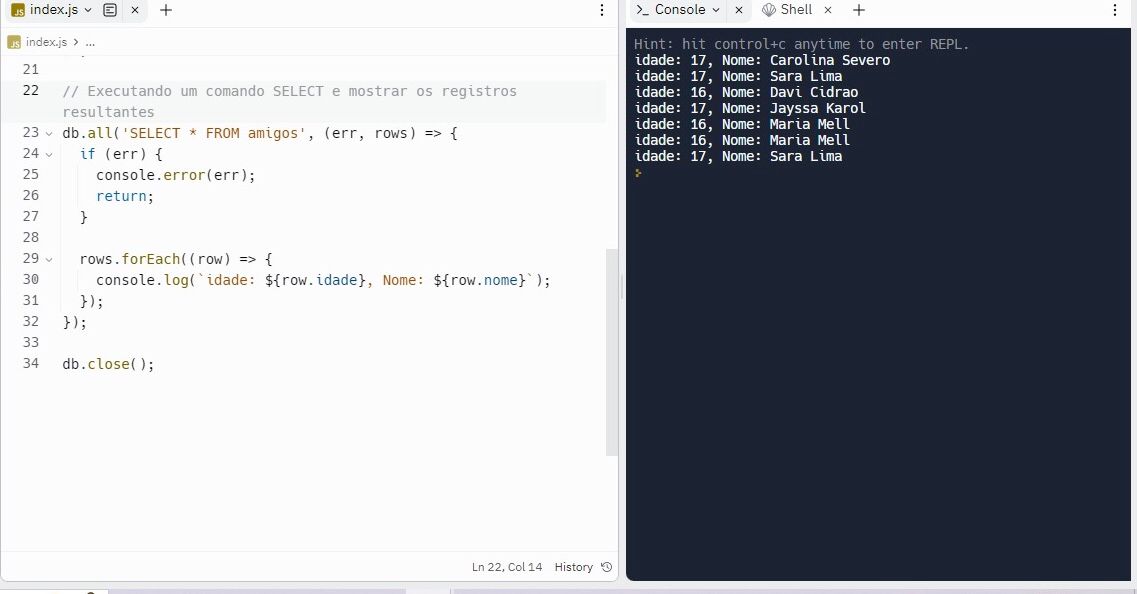 JS index.js
JS index.js > ...
21
22 // Executando um comando SELECT e mostrar os registros
resultantes
23 db.all('SELECT * FROM amigos', (err, rows) => {
24 if (err) {
25 console.error(err);
26 return;
27 }
28
29 rows.forEach((row) => {
30 console.log(`idade: ${row.idade}, Nome: ${row.nome}`);
31 });
32 });
33
34 db.close();
Ln 22, Col 14 History
>_ Console Shell
Hint: hit control+c anytime to enter REPL.
idade: 17, Nome: Carolina Severo
idade: 17, Nome: Sara Lima
idade: 16, Nome: Davi Cidrao
idade: 17, Nome: Jayssa Karol
idade: 16, Nome: Maria Mell
idade: 16, Nome: Maria Mell
idade: 17, Nome: Sara Lima